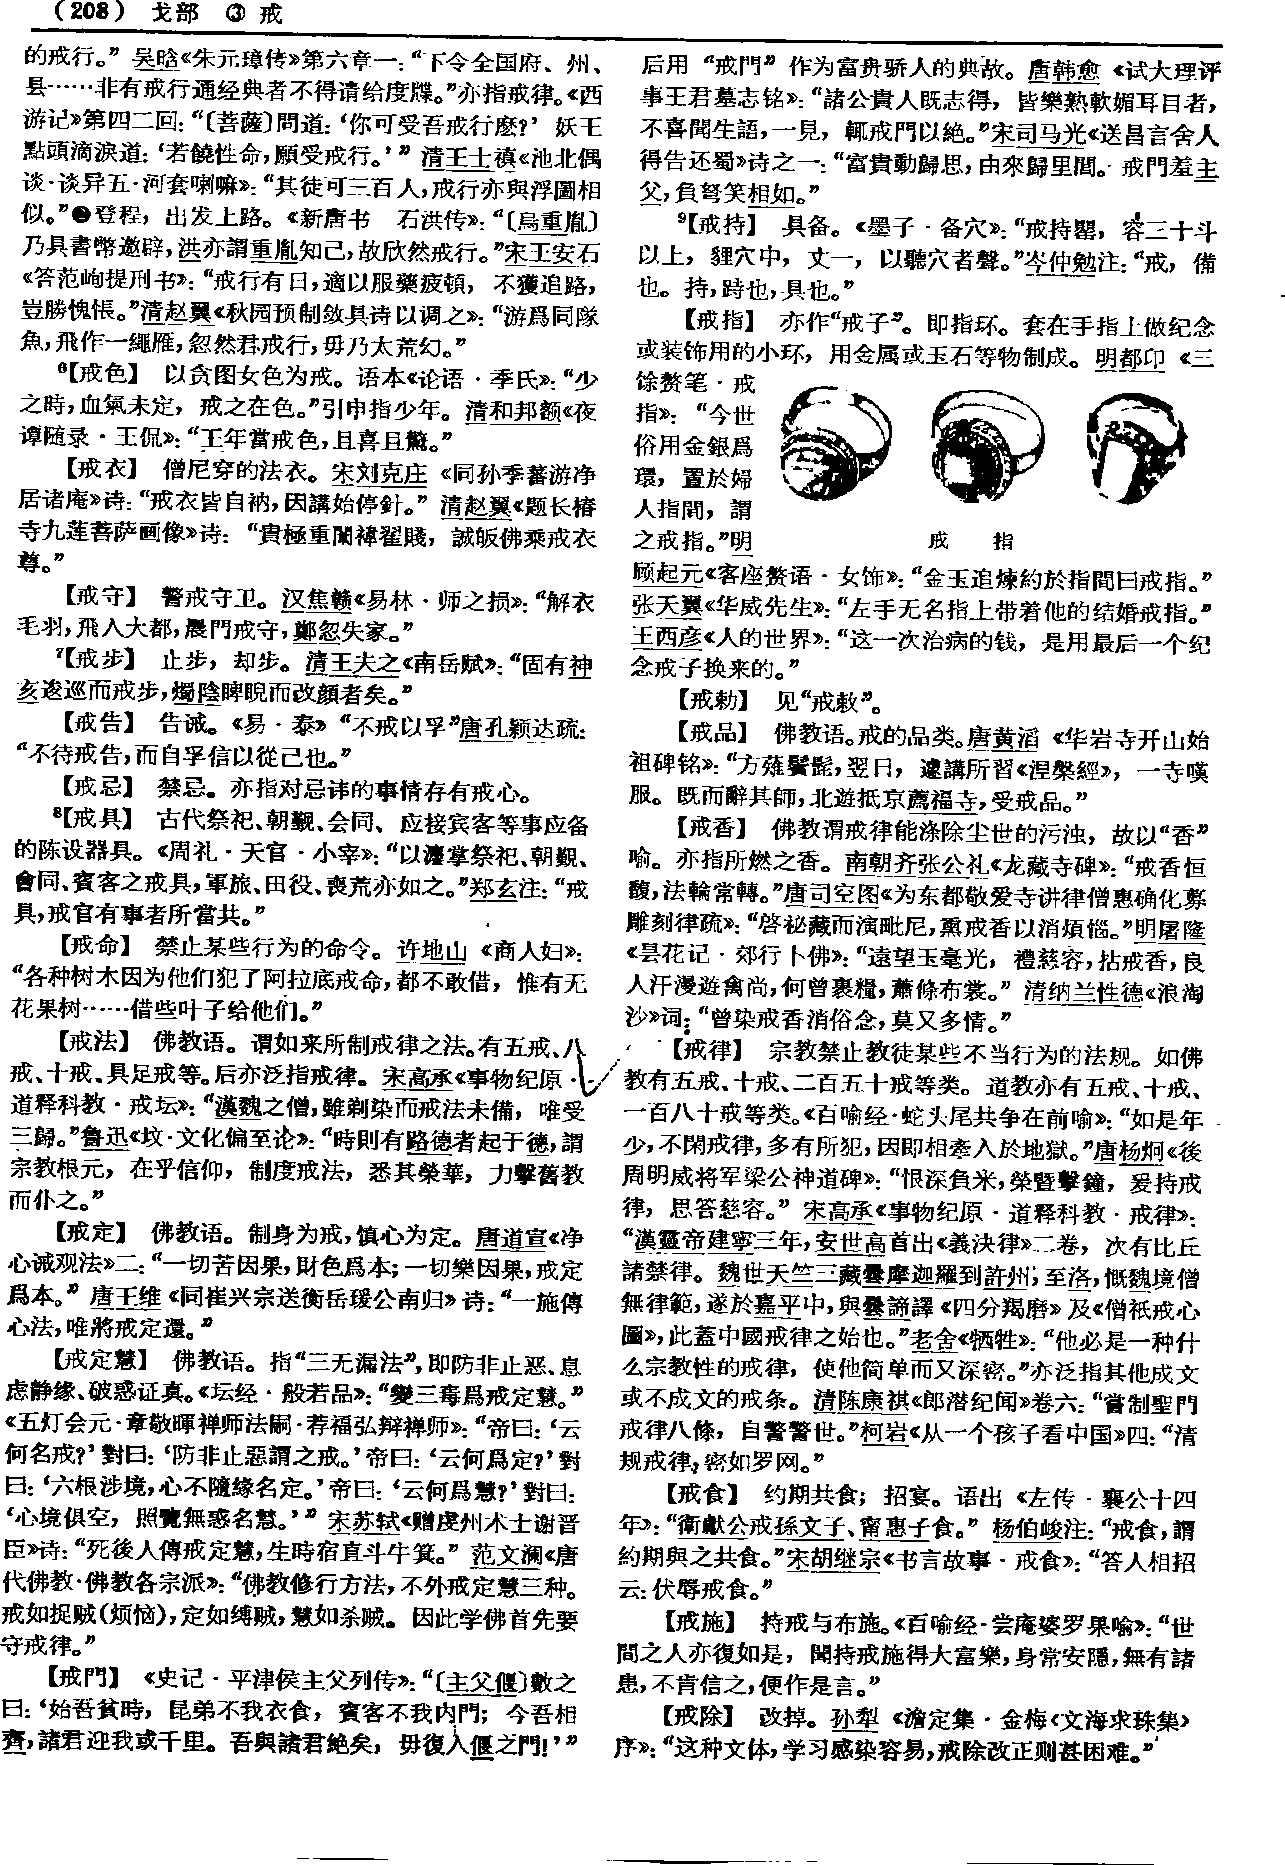 （208） 戈部 ③ 戒
的戒行。”吴晗《朱元璋传》第六章一：“下令全国府、州、
县……非有戒行通经典者不得请给度牒。”亦指戒律。《西
游记》第四二回：“〔菩薩〕問道：‘你可受吾戒行麽？’妖王
點頭滴淚道：‘若饒性命，願受戒行。’”清王士禛《池北偶
谈·谈异五·河套喇嘛》：“其徒可三百人，戒行亦與浮圖相
似。”❷登程，出发上路。《新唐书 石洪传》：“〔烏重胤〕
乃具書幣邀辟，洪亦謂重胤知己，故欣然戒行。”宋王安石
《答范峋提刑书》：“戒行有日，適以服藥疲頓，不獲追路，
豈勝愧悵。”清赵翼《秋园预制敛具诗以调之》：“游爲同隊
魚，飛作一繩雁，忽然君戒行，毋乃太荒幻。”
⁶【戒色】 以贪图女色为戒。语本《论语·季氏》：“少
之時，血氣未定，戒之在色。”引申指少年。清和邦额《夜
谭随录·王侃》：“王年當戒色，且喜且驚。”
【戒衣】 僧尼穿的法衣。宋刘克庄《同孙季蕃游净
居诸庵》诗：“戒衣皆自衲，因講始停針。”清赵翼《题长椿
寺九莲菩萨画像》诗：“貴極重闈褘翟賤，誠皈佛乘戒衣
尊。”
【戒守】 警戒守卫。汉焦赣《易林·师之损》：“解衣
毛羽，飛入大都，晨門戒守，鄭忽失家。”
⁷【戒步】 止步，却步。清王夫之《南岳赋》：“固有神
亥逡巡而戒步，燭陰睥睨而改顔者矣。”
【戒告】 告诫。《易·泰》“不戒以孚”唐孔颖达疏：
“不待戒告，而自孚信以從己也。”
【戒忌】 禁忌。亦指对忌讳的事情存有戒心。
⁸【戒具】 古代祭祀、朝觐、会同、应接宾客等事应备
的陈设器具。《周礼·天官·小宰》：“以灋掌祭祀、朝覲、
會同、賓客之戒具，軍旅、田役、喪荒亦如之。”郑玄注：“戒
具，戒官有事者所當共。”
【戒命】 禁止某些行为的命令。许地山《商人妇》：
“各种树木因为他们犯了阿拉底戒命，都不敢借，惟有无
花果树……借些叶子给他们。”
【戒法】 佛教语。谓如来所制戒律之法。有五戒、八
戒、十戒、具足戒等。后亦泛指戒律。宋高承《事物纪原·
道释科教·戒坛》：“漢魏之僧，雖剃染而戒法未備，唯受
三歸。”鲁迅《坟·文化偏至论》：“時則有路德者起于德，謂
宗教根元，在乎信仰，制度戒法，悉其榮華，力擊舊教
而仆之。”
【戒定】 佛教语。制身为戒，慎心为定。唐道宣《净
心诫观法》二：“一切苦因果，財色爲本；一切樂因果，戒定
爲本。”唐王维《同崔兴宗送衡岳瑗公南归》诗：“一施傳
心法，唯將戒定還。”
【戒定慧】 佛教语。指“三无漏法”，即防非止恶、息
虑静缘、破惑证真。《坛经·般若品》：“變三毒爲戒定慧。”
《五灯会元·章敬暉禅师法嗣·荐福弘辩禅师》：“帝曰：‘云
何名戒？’對曰：‘防非止惡謂之戒。’帝曰：‘云何爲定？’對
曰：‘六根涉境，心不隨緣名定。’帝曰：‘云何爲慧？’對曰：
‘心境俱空，照覽無惑名慧。’”宋苏轼《赠虔州术士谢晋
臣》诗：“死後人傳戒定慧，生時宿直斗牛箕。”范文澜《唐
代佛教·佛教各宗派》：“佛教修行方法，不外戒定慧三种。
戒如捉贼（烦恼），定如缚贼，慧如杀贼。因此学佛首先要
守戒律。”
【戒門】 《史记·平津侯主父列传》：“〔主父偃〕數之
曰：‘始吾貧時，昆弟不我衣食，賓客不我内門；今吾相
齊，諸君迎我或千里。吾與諸君絶矣，毋復入偃之門！’”
后用“戒門”作为富贵骄人的典故。唐韩愈《试大理评
事王君墓志铭》：“諸公貴人既志得，皆樂熟軟媚耳目者，
不喜聞生語，一見，輒戒門以絶。”宋司马光《送昌言舍人
得告还蜀》诗之一：“富貴動歸思，由來歸里閭。戒門羞主
父，負弩笑相如。”
⁹【戒持】 具备。《墨子·备穴》：“戒持罌，容三十斗
以上，貍穴中，丈一，以聽穴者聲。”岑仲勉注：“戒，備
也。持，跱也，具也。”
【戒指】 亦作“戒子”。即指环。套在手指上做纪念
或装饰用的小环，用金属或玉石等物制成。明都卬《三
馀赘笔·戒
指》：“今世
俗用金銀爲
環，置於婦
人指間，謂
之戒指。”明
戒 指
顾起元《客座赘语·女饰》：“金玉追煉約於指間曰戒指。”
张天翼《华威先生》：“左手无名指上带着他的结婚戒指。”
王西彦《人的世界》：“这一次治病的钱，是用最后一个纪
念戒子换来的。”
【戒勅】 见“戒敕”。
【戒品】 佛教语。戒的品类。唐黄滔《华岩寺开山始
祖碑铭》：“方薙鬢髭，翌日，遽講所習《涅槃經》，一寺嘆
服。既而辭其師，北遊抵京薦福寺，受戒品。”
【戒香】 佛教谓戒律能涤除尘世的污浊，故以“香”
喻。亦指所燃之香。南朝齐张公礼《龙藏寺碑》：“戒香恒
馥，法輪常轉。”唐司空图《为东都敬爱寺讲律僧惠确化募
雕刻律疏》：“啓祕藏而演毗尼，熏戒香以消煩惱。”明屠隆
《昙花记·郊行卜佛》：“遠望玉毫光，禮慈容，拈戒香，良
人汗漫遊禽尚，何曾裹糧，蕭條布裳。”清纳兰性德《浪淘
沙》词：“曾染戒香消俗念，莫又多情。”
【戒律】 宗教禁止教徒某些不当行为的法规。如佛
教有五戒、十戒、二百五十戒等类。道教亦有五戒、十戒、
一百八十戒等类。《百喻经·蛇头尾共争在前喻》：“如是年
少，不閑戒律，多有所犯，因即相牽入於地獄。”唐杨炯《後
周明威将军梁公神道碑》：“恨深負米，榮暨擊鐘，爰持戒
律，思答慈容。”宋高承《事物纪原·道释科教·戒律》：
“漢靈帝建寧三年，安世高首出《義決律》二卷，次有比丘
諸禁律。魏世天竺三藏曇摩迦羅到許州；至洛，慨魏境僧
無律範，遂於嘉平中，與曇諦譯《四分羯磨》及《僧祇戒心
圖》，此蓋中國戒律之始也。”老舍《牺牲》：“他必是一种什
么宗教性的戒律，使他简单而又深密。”亦泛指其他成文
或不成文的戒条。清陈康祺《郎潜纪闻》卷六：“嘗制聖門
戒律八條，自警警世。”柯岩《从一个孩子看中国》四：“清
规戒律，密如罗网。”
【戒食】 约期共食；招宴。语出《左传·襄公十四
年》：“衛獻公戒孫文子、甯惠子食。”杨伯峻注：“戒食，謂
約期與之共食。”宋胡继宗《书言故事·戒食》：“答人相招
云：伏辱戒食。”
【戒施】 持戒与布施。《百喻经·尝庵婆罗果喻》：“世
間之人亦復如是，聞持戒施得大富樂，身常安隱，無有諸
患，不肯信之，便作是言。”
【戒除】 改掉。孙犁《澹定集·金梅〈文海求珠集〉
序》：“这种文体，学习感染容易，戒除改正则甚困难。”